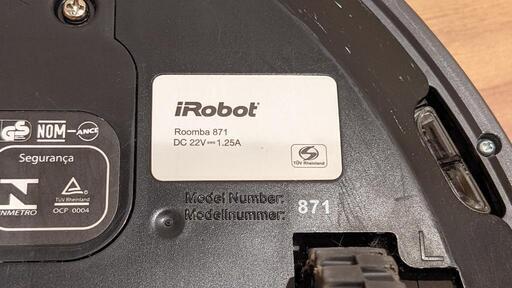 iRobot
Roomba 871
DC 22V 1.25A
TÜV Rheinland
GS
NOM-ANCE
Segurança
INMETRO
TÜV Rheinland
OCP 0004
Model Number:
Modellnummer:
871
L